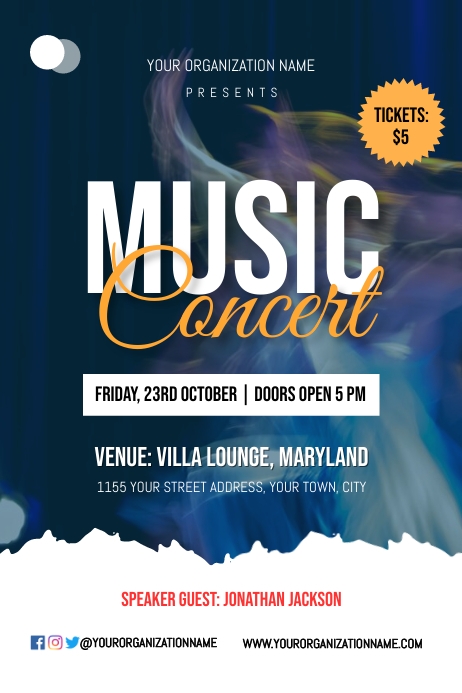 YOUR ORGANIZATION NAME
PRESENTS
TICKETS:
$5
MUSIC
Concert
FRIDAY, 23RD OCTOBER | DOORS OPEN 5 PM
VENUE: VILLA LOUNGE, MARYLAND
1155 YOUR STREET ADDRESS, YOUR TOWN, CITY
SPEAKER GUEST: JONATHAN JACKSON
@YOURORGANIZATIONNAME WWW.YOURORGANIZATIONNAME.COM